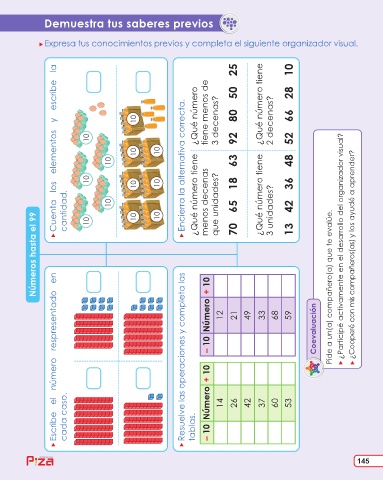 Demuestra tus saberes previos
▸ Expresa tus conocimientos previos y completa el siguiente organizador visual.
Números hasta el 99
▸ Cuenta los elementos y escribe la
cantidad.
10
10
10
10
10
10
10
10
10
10
10
▸ Encierra la alternativa correcta.
¿Qué número tiene
menos decenas
que unidades?
70 65 18 63
¿Qué número
tiene menos de
3 decenas?
92 80 50 25
¿Qué número tiene
3 unidades?
13 42 36 48
¿Qué número tiene
2 decenas?
52 66 28 10
▸ Escribe el número representado en
cada caso.
▸ Resuelve las operaciones y completa las
tablas.
– 10 Número + 10
14
26
42
37
60
53
– 10 Número + 10
12
21
49
33
68
59
Coevaluación
Pide a un(a) compañero(a) que te evalúe.
▸ ¿Participé activamente en el desarrollo del organizador visual?
▸ ¿Cooperé con mis compañeros(as) y los ayudé a aprender?
P:za
145